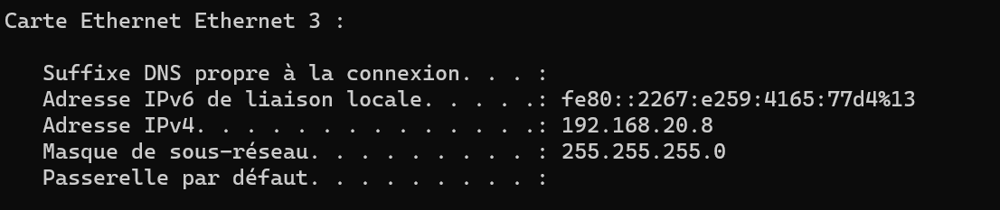 Carte Ethernet Ethernet 3 :
Suffixe DNS propre à la connexion. . . :
Adresse IPv6 de liaison locale. . . . .: fe80::2267:e259:4165:77d4%13
Adresse IPv4. . . . . . . . . . . . . .: 192.168.20.8
Masque de sous-réseau. . . . . . . . . : 255.255.255.0
Passerelle par défaut. . . . . . . . . :